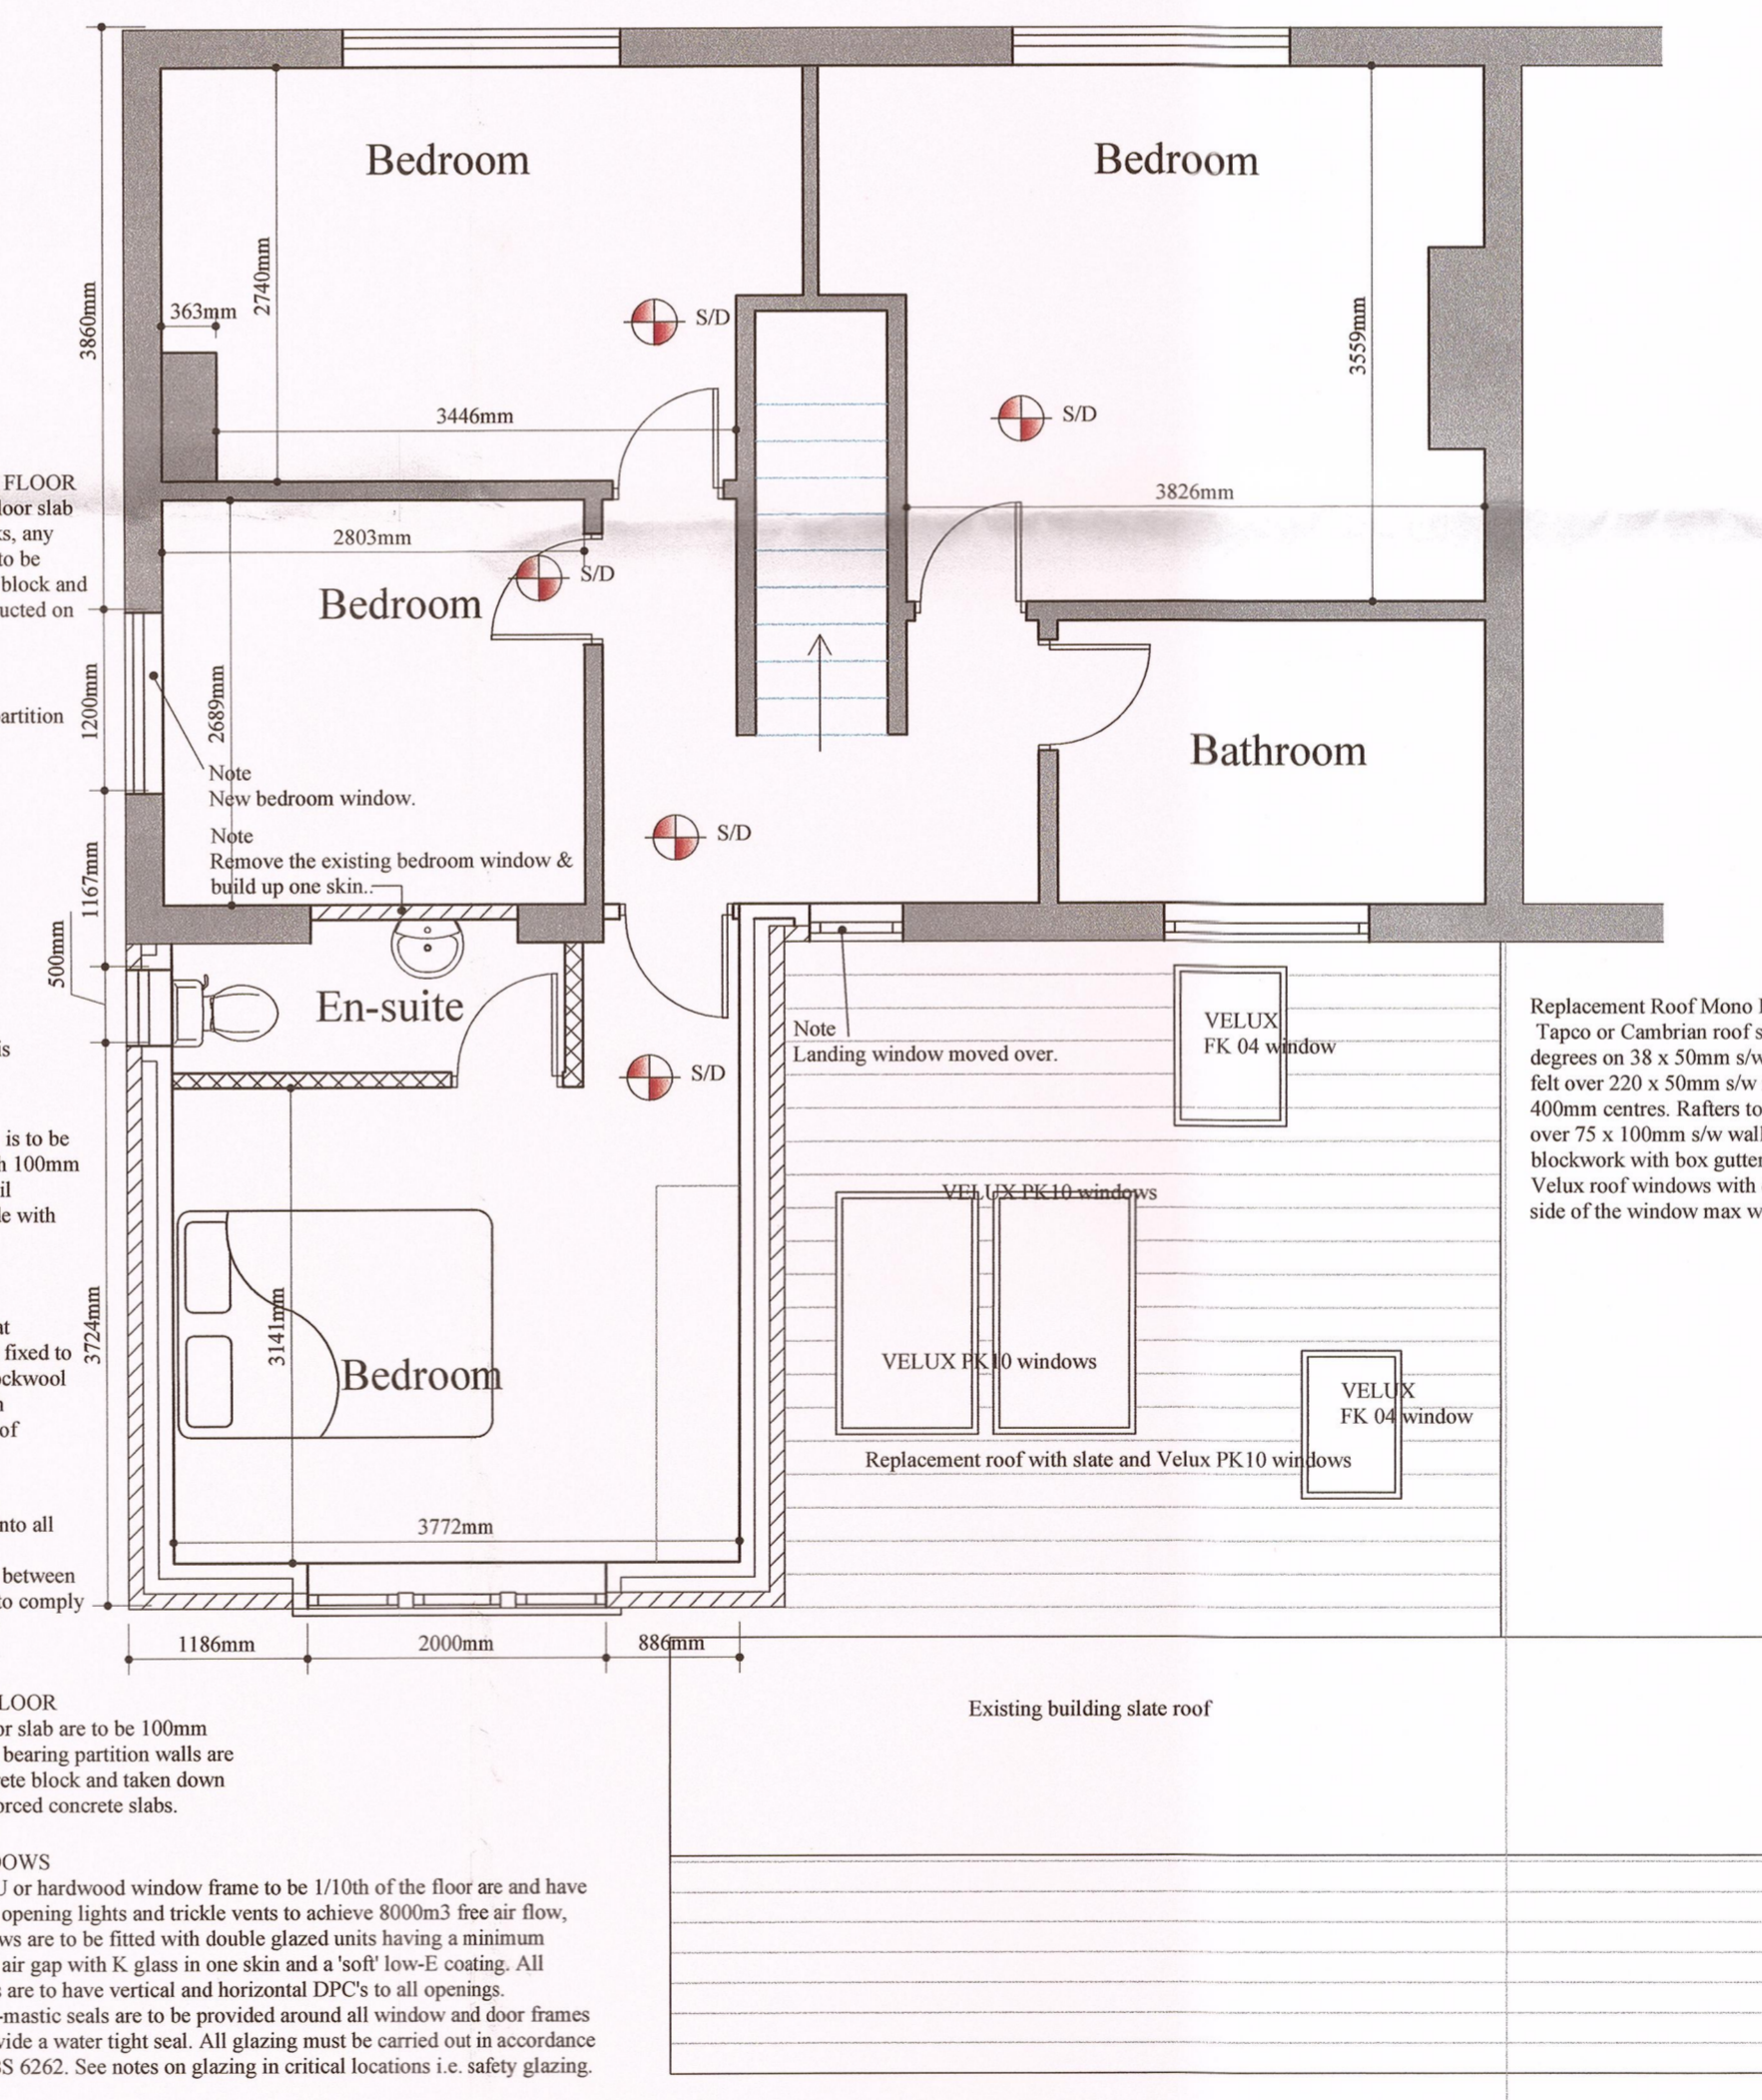 Bedroom
Bedroom
3860mm
2740mm
363mm
S/D
3559mm
3446mm
S/D
3826mm
FLOOR
loor slab
any
to be
block and
ucted on
2803mm
S/D
Bedroom
1200mm
2689mm
artition
Note
New bedroom window.
Note
Remove the existing bedroom window &
build up one skin..
S/D
Bathroom
1167mm
500mm
En-suite
S/D
Note
Landing window moved over.
VELUX
FK 04 window
Replacement Roof Mono
Tapco or Cambrian roof s
degrees on 38 x 50mm s/w
felt over 220 x 50mm s/w
400mm centres. Rafters to
over 75 x 100mm s/w wall
blockwork with box gutter
Velux roof windows with
side of the window max w
is
is to be
100mm
il
le with
VELUX PK10 windows
3724mm
3141mm
Bedroom
VELUX PK10 windows
VELUX
FK 04 window
Replacement roof with slate and Velux PK10 windows
at
fixed to
ockwool
of
nto all
between
to comply
3772mm
1186mm
2000mm
886mm
Existing building slate roof
LOOR
or slab are to be 100mm
bearing partition walls are
rete block and taken down
orced concrete slabs.
OWS
U or hardwood window frame to be 1/10th of the floor are and have
opening lights and trickle vents to achieve 8000m3 free air flow,
ws are to be fitted with double glazed units having a minimum
air gap with K glass in one skin and a 'soft' low-E coating. All
s are to have vertical and horizontal DPC's to all openings.
-mastic seals are to be provided around all window and door frames
vide a water tight seal. All glazing must be carried out in accordance
S 6262. See notes on glazing in critical locations i.e. safety glazing.